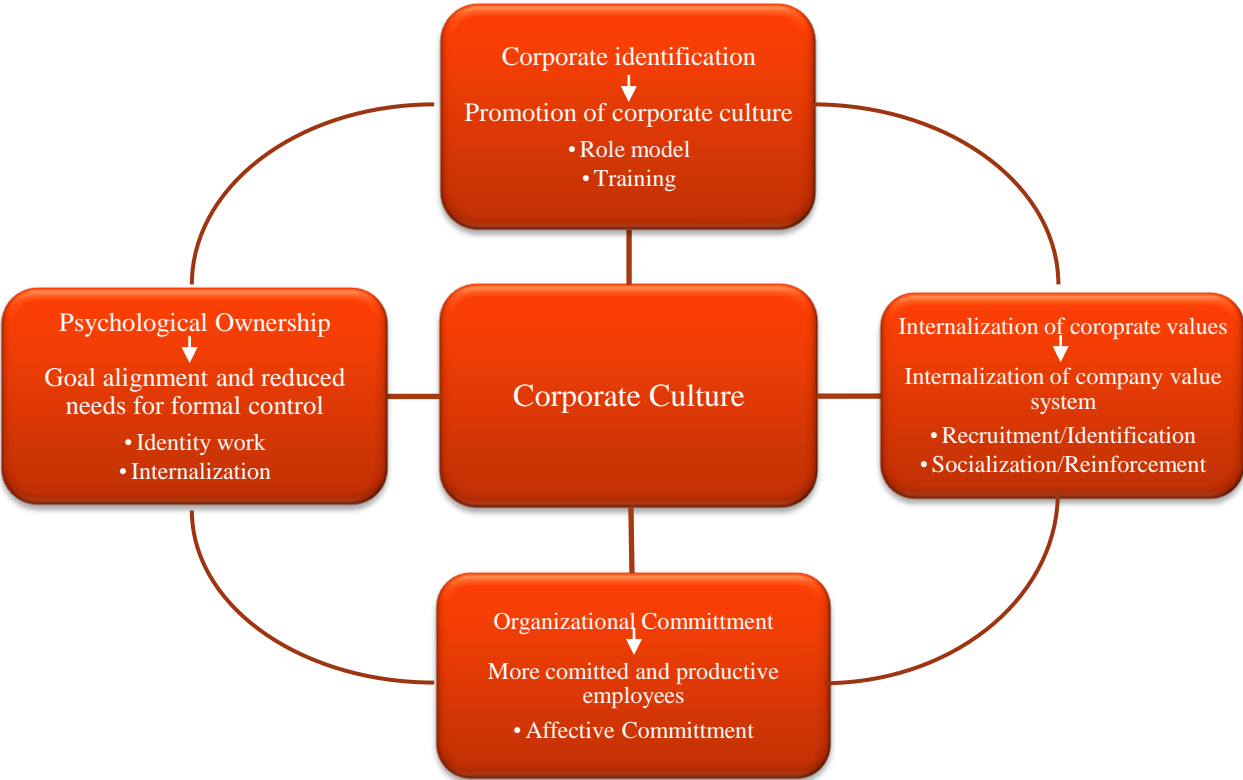 Corporate identification
Promotion of corporate culture
• Role model
• Training
Psychological Ownership
Goal alignment and reduced
needs for formal control
• Identity work
• Internalization
Corporate Culture
Internalization of coroprate values
Internalization of company value
system
• Recruitment/Identification
• Socialization/Reinforcement
Organizational Committment
More comitted and productive
employees
• Affective Committment